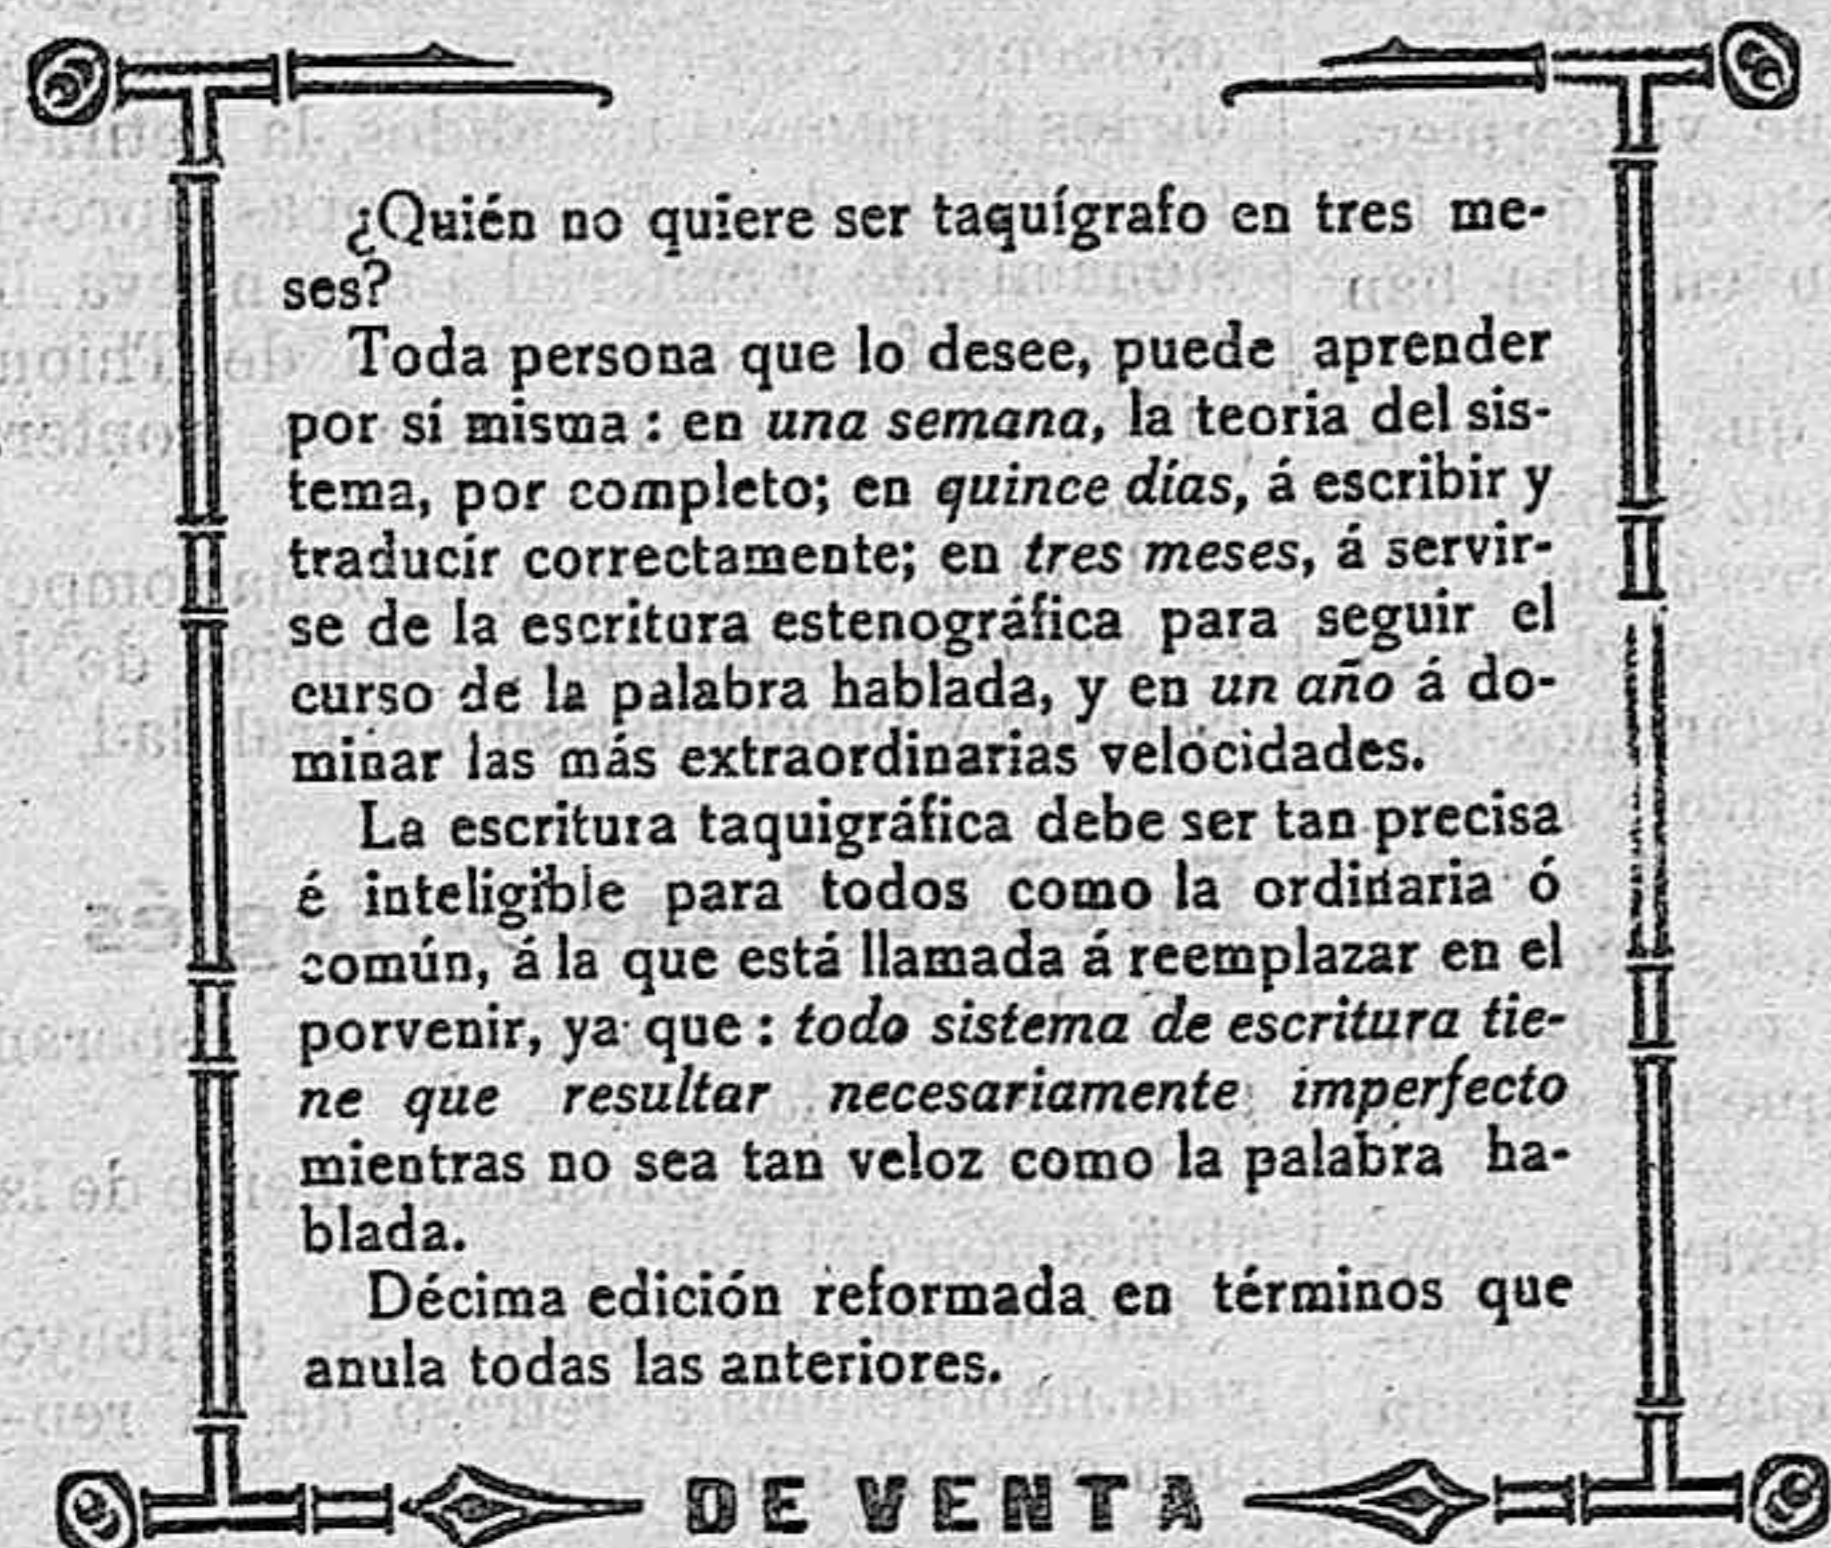 ¿Quién no quiere ser taquígrafo en tres me-
ses?
Toda persona que lo desee, puede aprender
por sí misma : en una semana, la teoria del sis-
tema, por completo; en quince días, á escribir y
traducir correctamente; en tres meses, á servir-
se de la escritura estenográfica para seguir el
curso de la palabra hablada, y en un año á do-
minar las más extraordinarias velocidades.
La escritura taquigráfica debe ser tan precisa
é inteligible para todos como la ordinaria ó
común, á la que está llamada á reemplazar en el
porvenir, ya que : todo sistema de escritura tie-
ne que resultar necesariamente imperfecto
mientras no sea tan veloz como la palabra ha-
blada.
Décima edición reformada en términos que
anula todas las anteriores.
DE VENTA